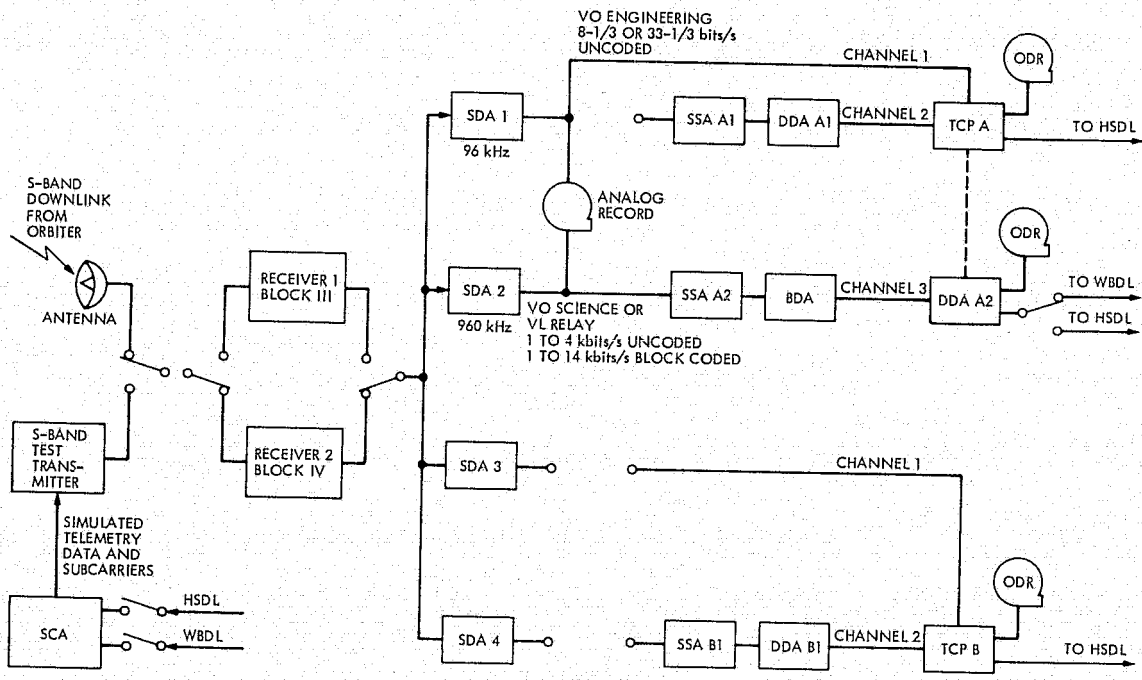 VO ENGINEERING
8-1/3 OR 33-1/3 bits/s
UNCODED
CHANNEL 1
ODR
SDA 1
96 kHz
SSA A1
DDA A1
CHANNEL 2
TCP A
TO HSDL
S-BAND
DOWNLINK
FROM
ORBITER
ANTENNA
ANALOG
RECORD
RECEIVER 1
BLOCK III
ODR
SDA 2
960 kHz
VO SCIENCE OR
VL RELAY
1 TO 4 kbits/s UNCODED
1 TO 14 kbits/s BLOCK CODED
SSA A2
BDA
CHANNEL 3
DDA A2
TO WBDL
TO HSDL
S-BAND
TEST
TRANS-
MITTER
RECEIVER 2
BLOCK IV
SDA 3
CHANNEL 1
SIMULATED
TELEMETRY
DATA AND
SUBCARRIERS
SCA
HSDL
WBDL
ODR
SDA 4
SSA B1
DDA B1
CHANNEL 2
TCP B
TO HSDL